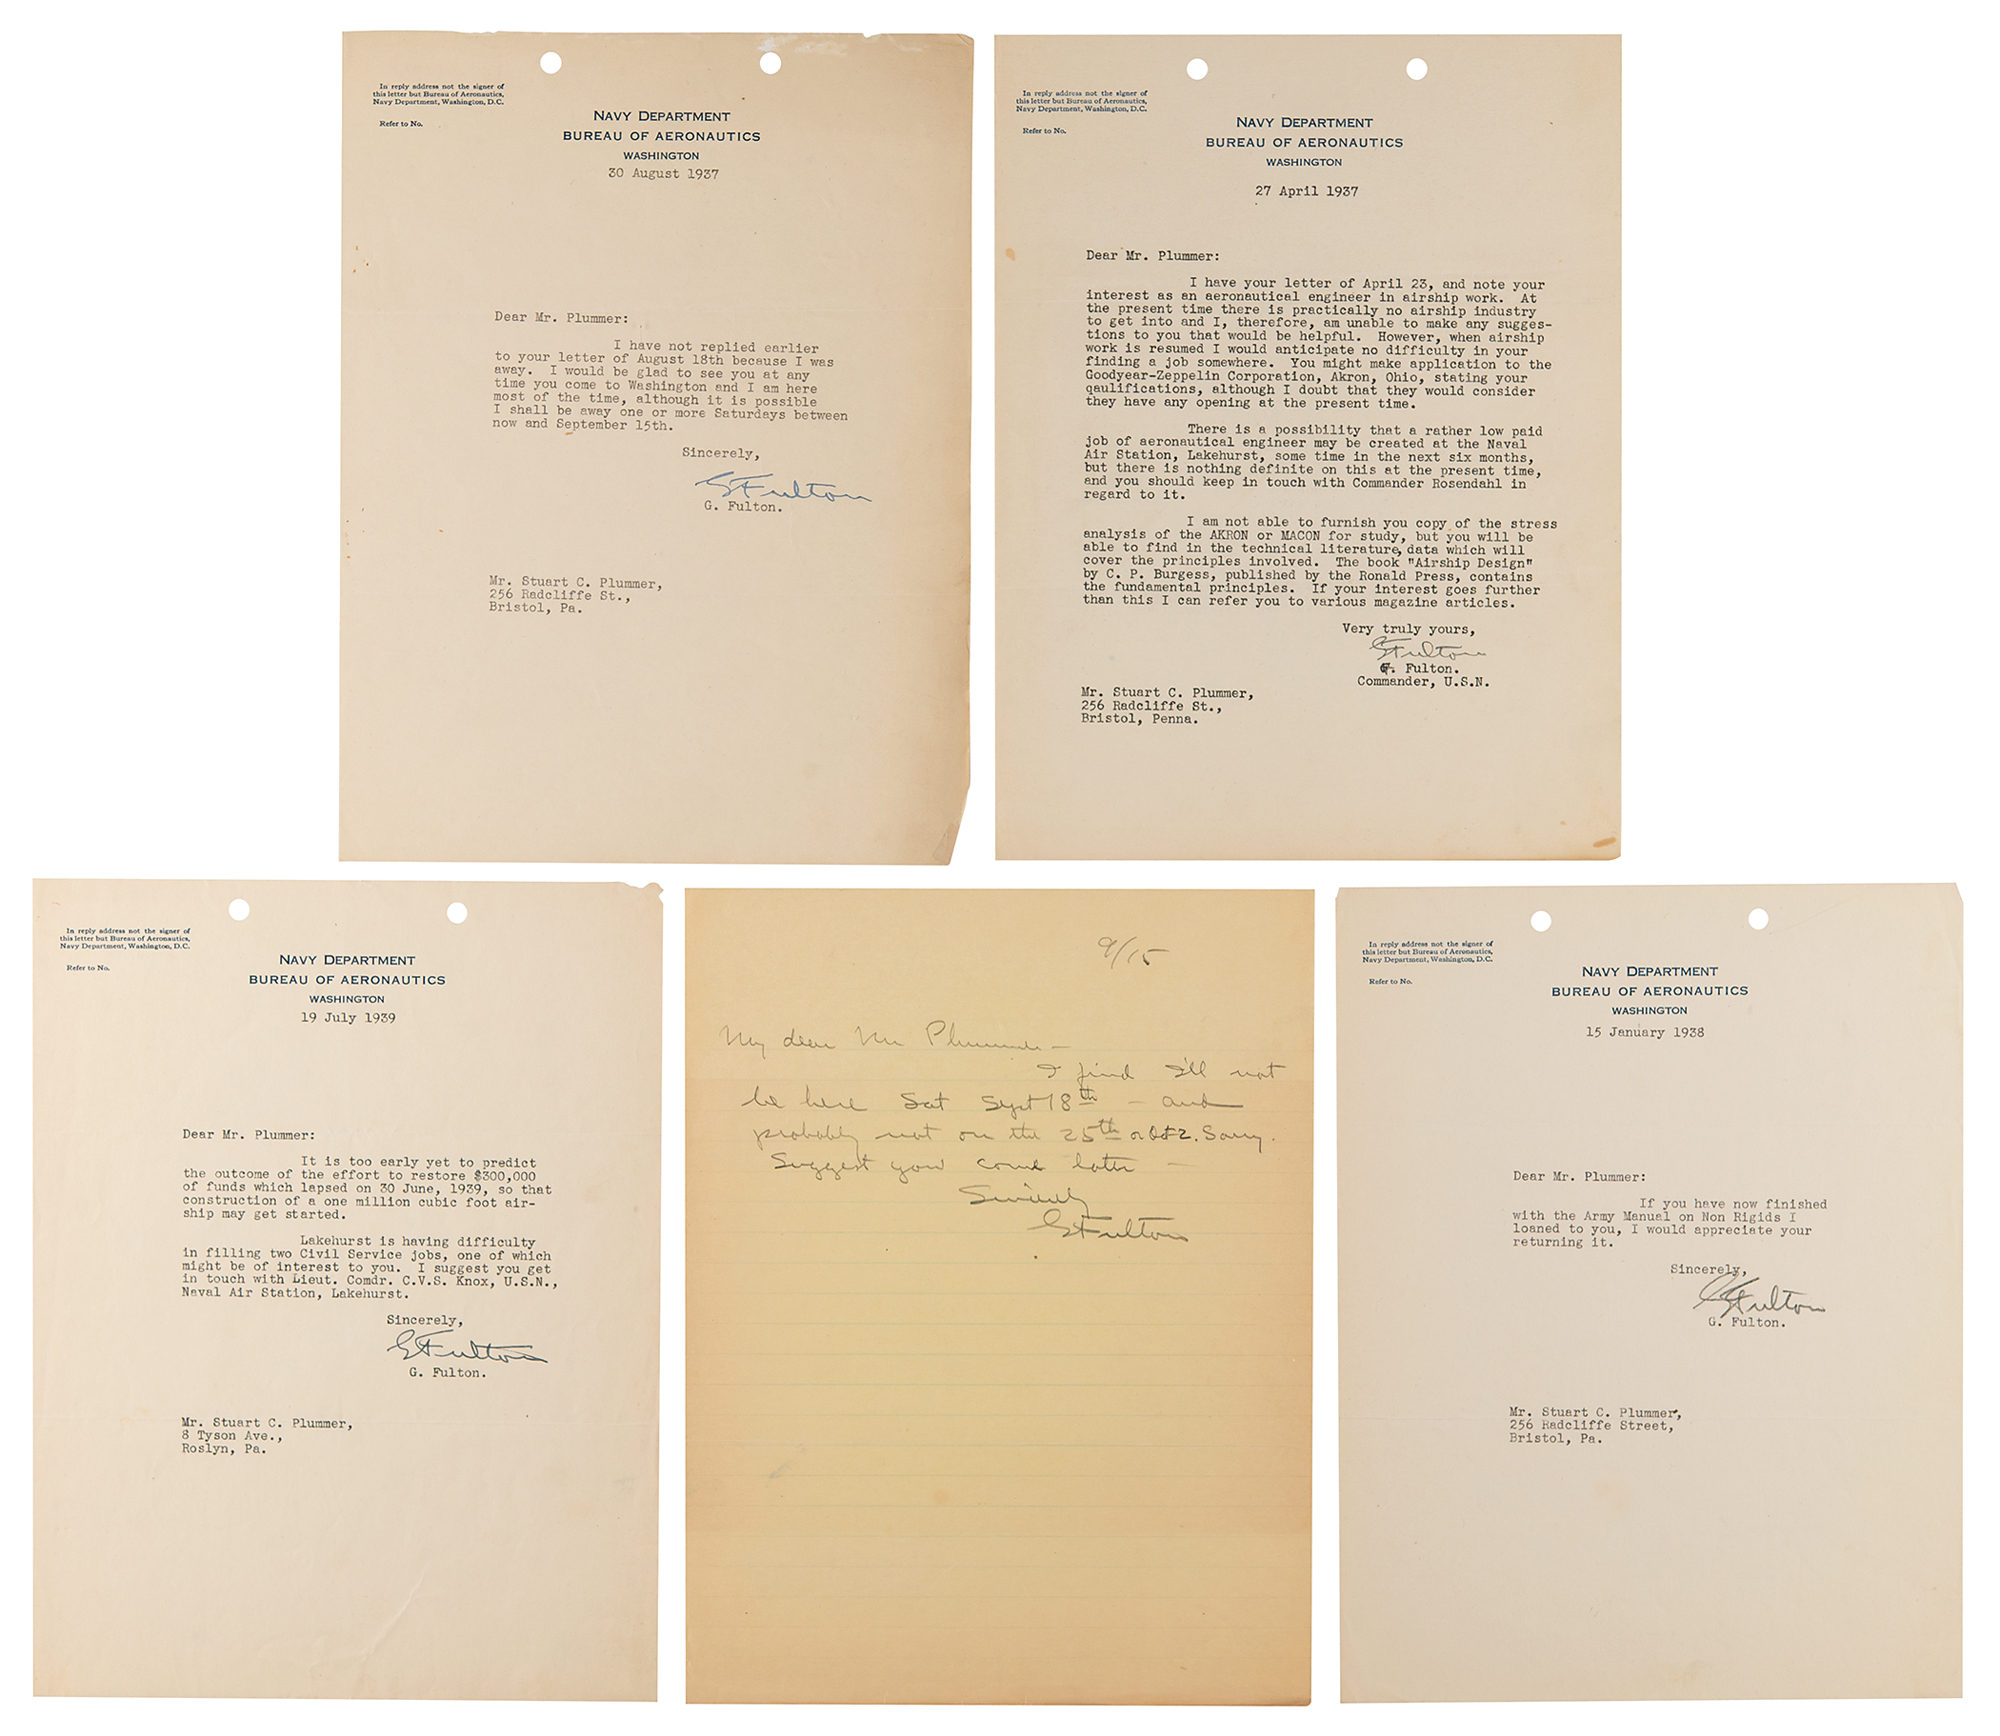 In reply address not the signer of
this letter but Bureau of Aeronautics,
Navy Department, Washington, D.C.
Refer to No.
NAVY DEPARTMENT
BUREAU OF AERONAUTICS
WASHINGTON
30 August 1937
Dear Mr. Plummer:
I have not replied earlier
to your letter of August 18th because I was
away. I would be glad to see you at any
time you come to Washington and I am here
most of the time, although it is possible
I shall be away one or more Saturdays between
now and September 15th.
Sincerely,
G Fulton
G. Fulton.
Mr. Stuart C. Plummer,
256 Radcliffe St.,
Bristol, Pa.
In reply address not the signer of
this letter but Bureau of Aeronautics,
Navy Department, Washington, D.C.
Refer to No.
NAVY DEPARTMENT
BUREAU OF AERONAUTICS
WASHINGTON
27 April 1937
Dear Mr. Plummer:
I have your letter of April 23, and note your
interest as an aeronautical engineer in airship work. At
the present time there is practically no airship industry
to get into and I, therefore, am unable to make any sugges-
tions to you that would be helpful. However, when airship
work is resumed I would anticipate no difficulty in your
finding a job somewhere. You might make application to the
Goodyear-Zeppelin Corporation, Akron, Ohio, stating your
qaulifications, although I doubt that they would consider
they have any opening at the present time.
There is a possibility that a rather low paid
job of aeronautical engineer may be created at the Naval
Air Station, Lakehurst, some time in the next six months,
but there is nothing definite on this at the present time,
and you should keep in touch with Commander Rosendahl in
regard to it.
I am not able to furnish you copy of the stress
analysis of the AKRON or MACON for study, but you will be
able to find in the technical literature, data which will
cover the principles involved. The book "Airship Design"
by C. P. Burgess, published by the Ronald Press, contains
the fundamental principles. If your interest goes further
than this I can refer you to various magazine articles.
Very truly yours,
G Fulton
G. Fulton.
Commander, U.S.N.
Mr. Stuart C. Plummer,
256 Radcliffe St.,
Bristol, Penna.
In reply address not the signer of
this letter but Bureau of Aeronautics,
Navy Department, Washington, D.C.
Refer to No.
NAVY DEPARTMENT
BUREAU OF AERONAUTICS
WASHINGTON
19 July 1939
Dear Mr. Plummer:
It is too early yet to predict
the outcome of the effort to restore $300,000
of funds which lapsed on 30 June, 1939, so that
construction of a one million cubic foot air-
ship may get started.
Lakehurst is having difficulty
in filling two Civil Service jobs, one of which
might be of interest to you. I suggest you get
in touch with Lieut. Comdr. C.V.S. Knox, U.S.N.,
Naval Air Station, Lakehurst.
Sincerely,
G Fulton
G. Fulton.
Mr. Stuart C. Plummer,
8 Tyson Ave.,
Roslyn, Pa.
9/15
My dear Mr Plummer —
I find I'll not
be here Sat Sept 18th — and
probably not on the 25th or Oct 2. Sorry.
Suggest you come later —
Sincerely
G Fulton
In reply address not the signer of
this letter but Bureau of Aeronautics,
Navy Department, Washington, D.C.
Refer to No.
NAVY DEPARTMENT
BUREAU OF AERONAUTICS
WASHINGTON
15 January 1938
Dear Mr. Plummer:
If you have now finished
with the Army Manual on Non Rigids I
loaned to you, I would appreciate your
returning it.
Sincerely,
G Fulton
G. Fulton.
Mr. Stuart C. Plummer,
256 Radcliffe Street,
Bristol, Pa.